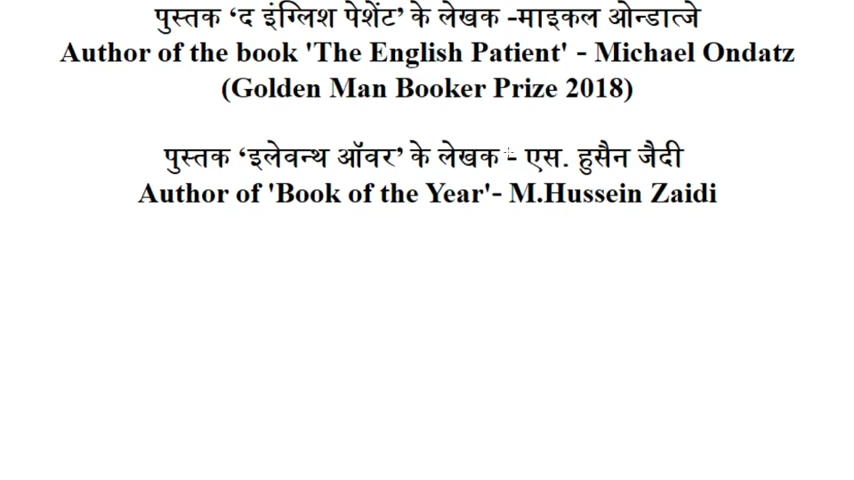 पुस्तक ‘द इंग्लिश पेशेंट’ के लेखक -माइकल ओन्डात्जे
Author of the book 'The English Patient' - Michael Ondatz
(Golden Man Booker Prize 2018)
पुस्तक ‘इलेवन्थ ऑवर’ के लेखक - एस. हुसैन जैदी
Author of 'Book of the Year'- M.Hussein Zaidi